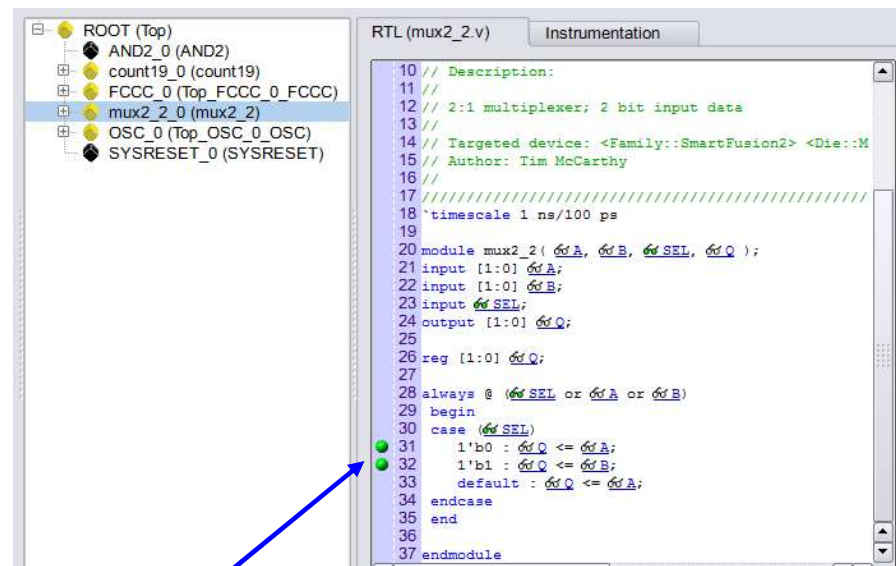 ROOT (Top)
AND2_0 (AND2)
count19_0 (count19)
FCCC_0 (Top_FCCC_0_FCCC)
mux2_2_0 (mux2_2)
OSC_0 (Top_OSC_0_OSC)
SYSRESET_0 (SYSRESET)
RTL (mux2_2.v)
Instrumentation
10 // Description:
11 //
12 // 2:1 multiplexer; 2 bit input data
13 //
14 // Targeted device: <Family::SmartFusion2> <Die::M
15 // Author: Tim McCarthy
16 //
17 //////////////////////////////////////////////////
18 `timescale 1 ns/100 ps
19
20 module mux2_2( A, B, SEL, Q );
21 input [1:0] A;
22 input [1:0] B;
23 input SEL;
24 output [1:0] Q;
25
26 reg [1:0] Q;
27
28 always @ (SEL or A or B)
29 begin
30 case (SEL)
31 1'b0 : Q <= A;
32 1'b1 : Q <= B;
33 default : Q <= A;
34 endcase
35 end
36
37 endmodule